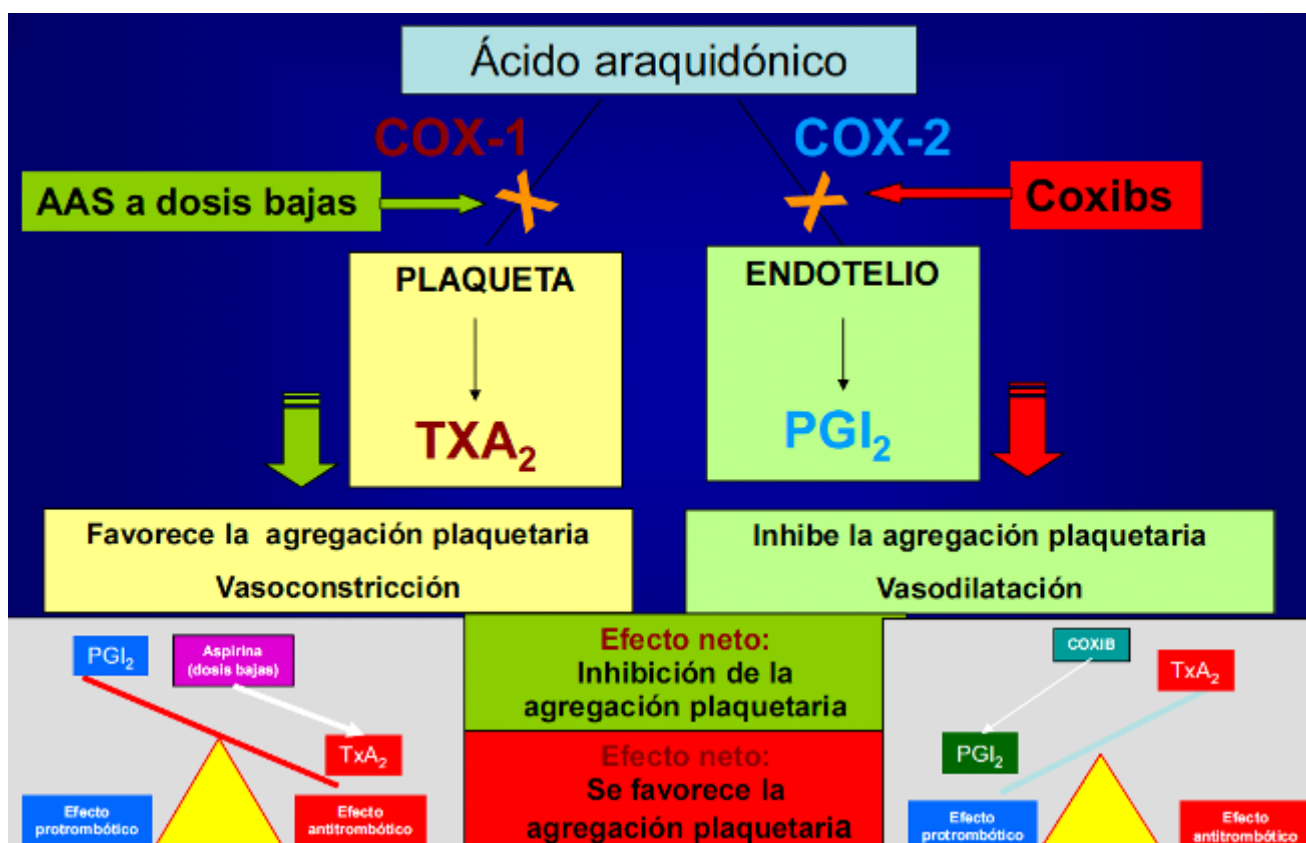 Ácido araquidónico
COX-1
COX-2
AAS a dosis bajas
Coxibs
PLAQUETA
TXA2
ENDOTELIO
PGI2
Favorece la agregación plaquetaria
Vasoconstricción
Inhibe la agregación plaquetaria
Vasodilatación
PGI2
Aspirina
(dosis bajas)
TxA2
Efecto
protrombótico
Efecto
antitrombótico
Efecto neto:
Inhibición de la
agregación plaquetaria
Efecto neto:
Se favorece la
agregación plaquetaria
COXIB
TxA2
PGI2
Efecto
protrombótico
Efecto
antitrombótico